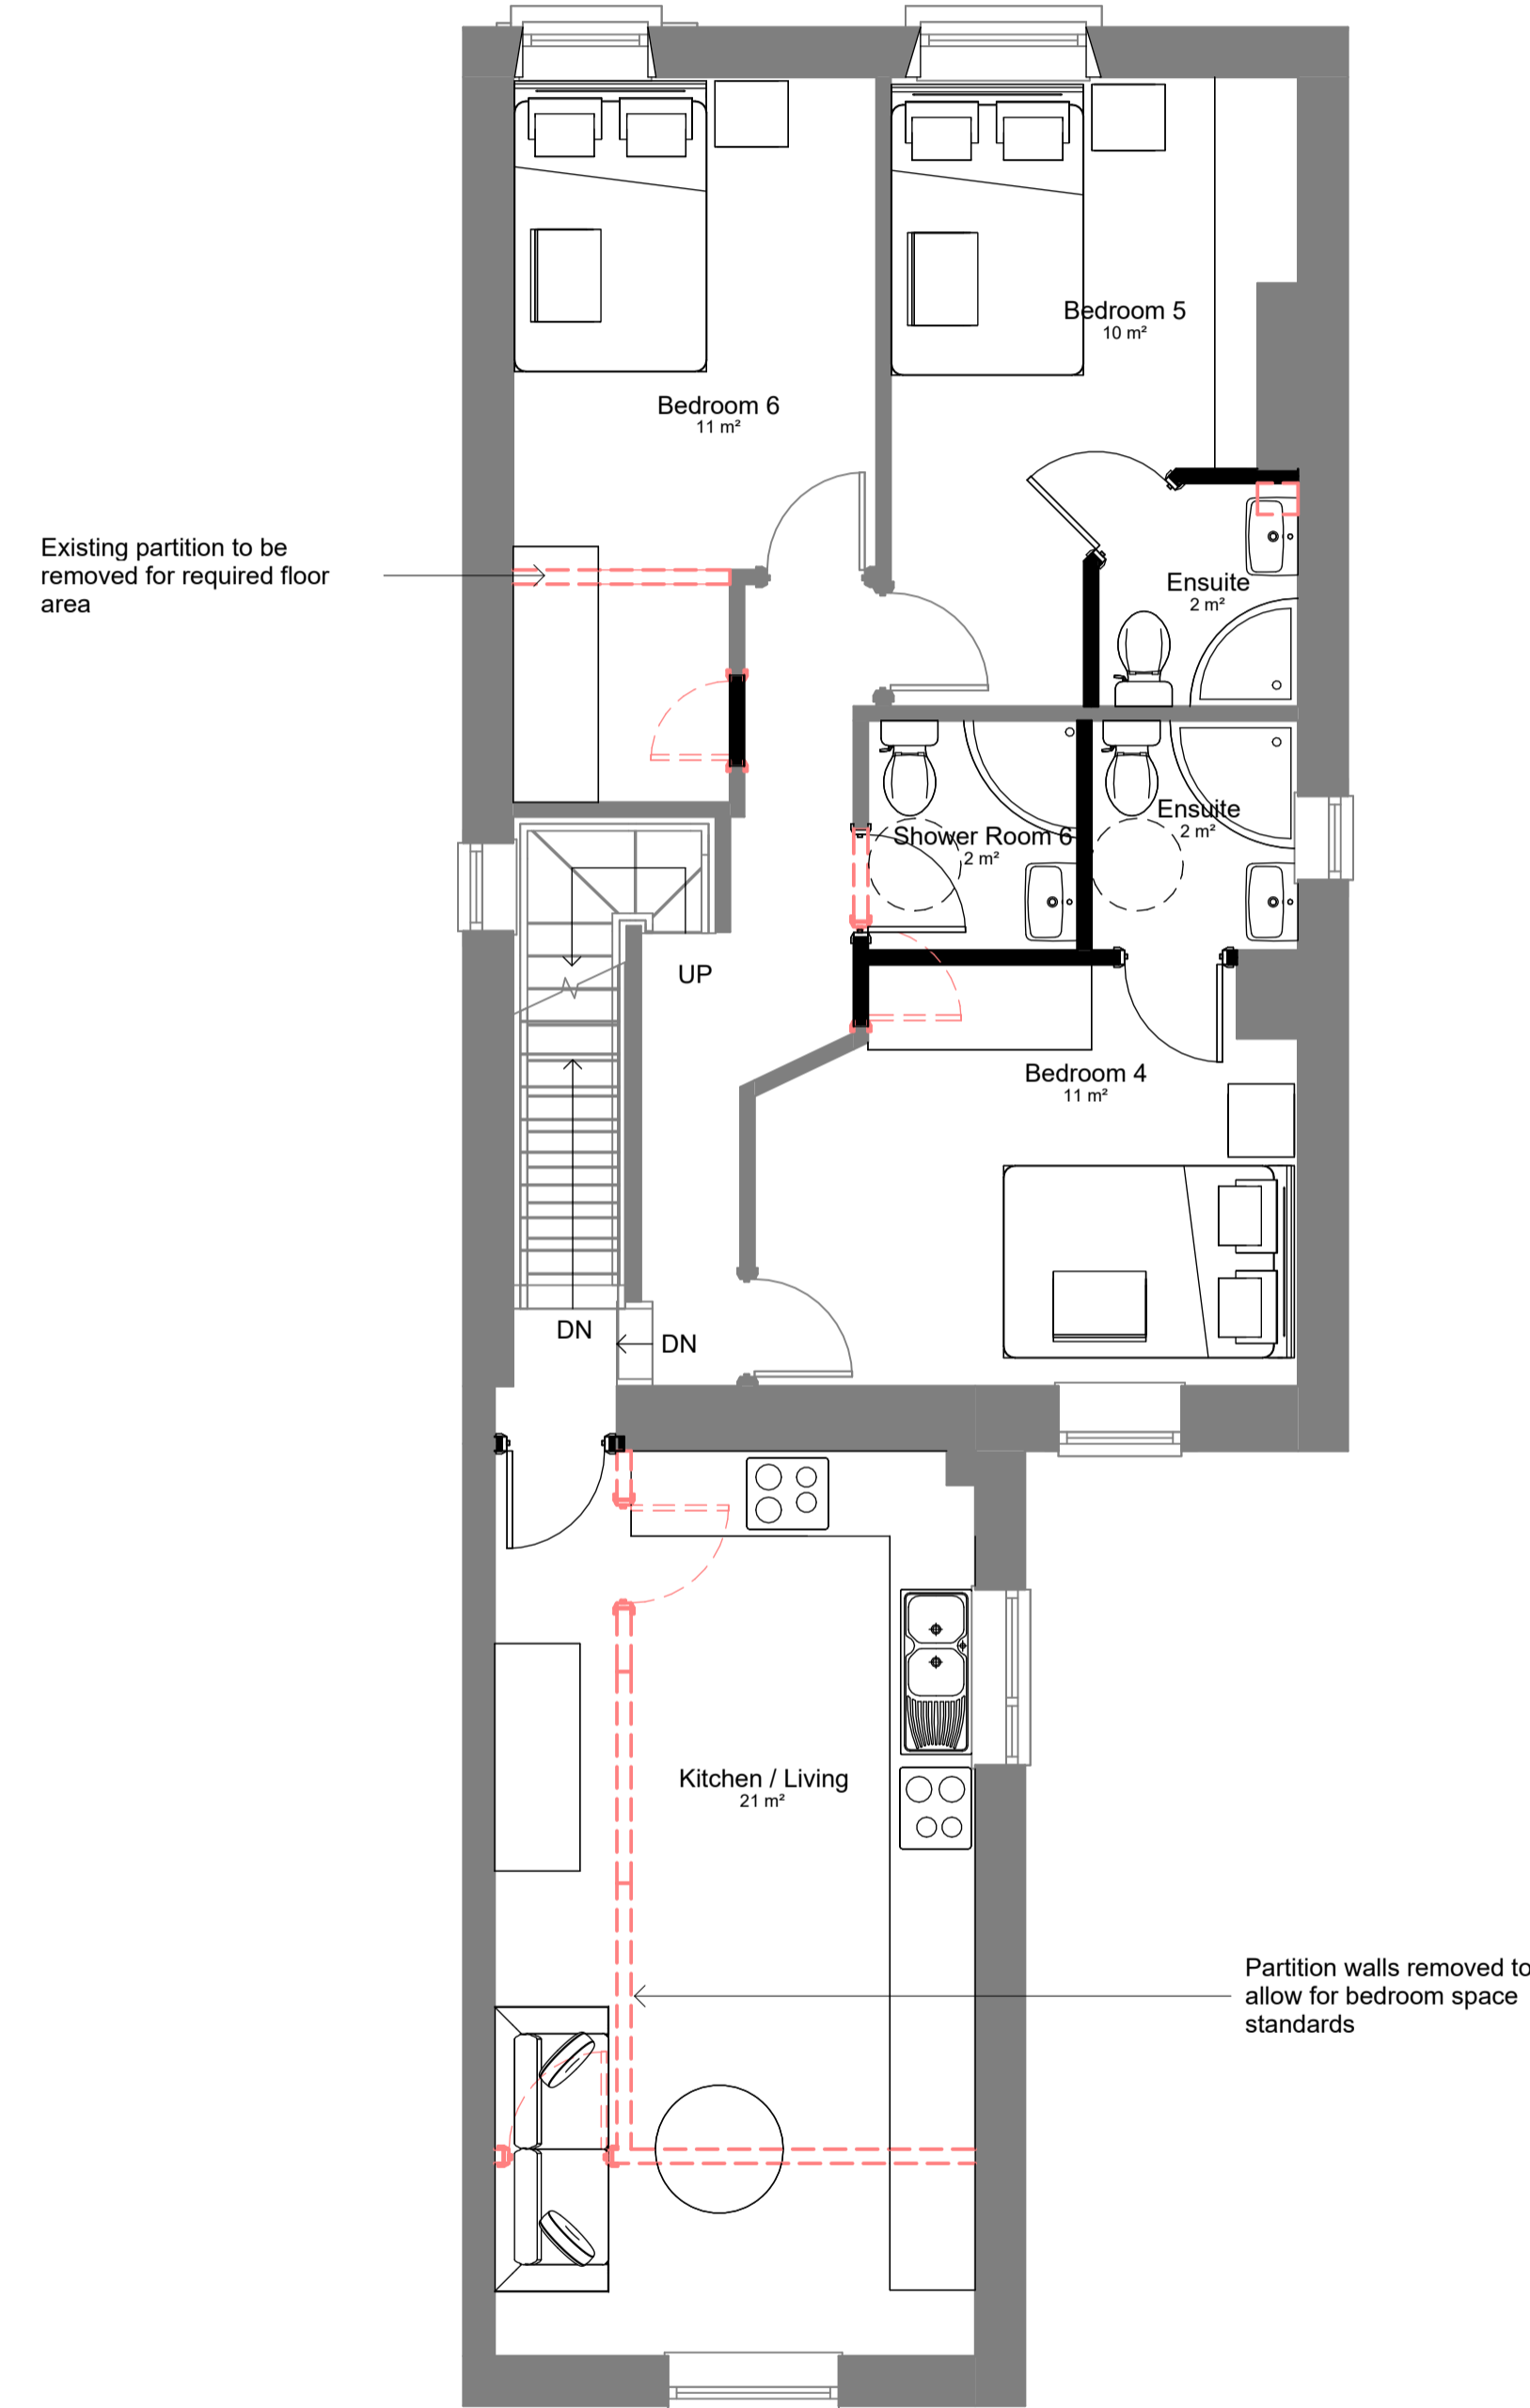 Bedroom 5
10 m²
Bedroom 6
11 m²
Existing partition to be
removed for required floor
area
Ensuite
2 m²
Ensuite
2 m²
Shower Room 6
2 m²
UP
Bedroom 4
11 m²
DN
DN
Kitchen / Living
21 m²
Partition walls removed to
allow for bedroom space
standards